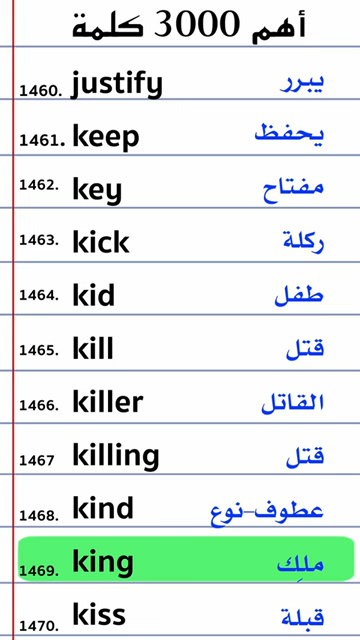 أهم 3000 كلمة
1460. justify يبرر
1461. keep يحفظ
1462. key مفتاح
1463. kick ركلة
1464. kid طفل
1465. kill قتل
1466. killer القاتل
1467 killing قتل
1468. kind عطوف-نوع
1469. king ملِك
1470. kiss قبلة